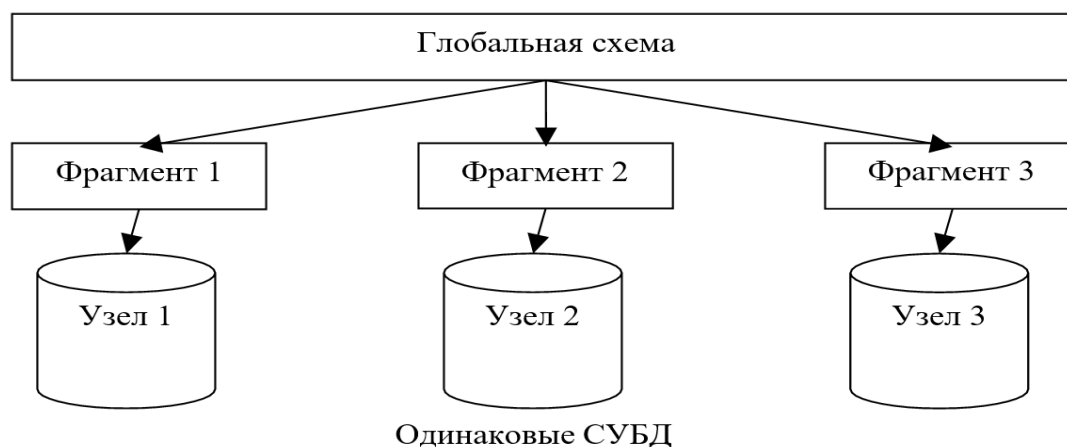 Глобальная схема
Фрагмент 1 Фрагмент 2 Фрагмент 3
Узел 1 Узел 2 Узел 3
Одинаковые СУБД